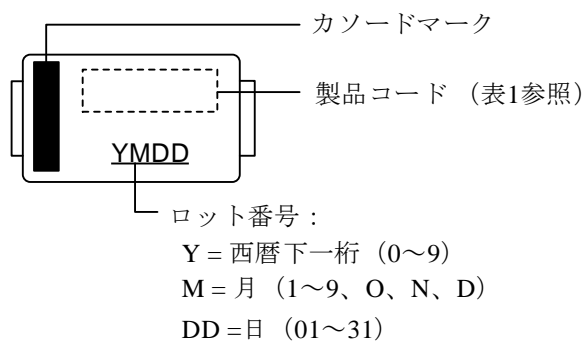 カソードマーク
製品コード （表1参照）
YMDD
ロット番号：
Y = 西暦下一桁（0～9）
M = 月（1～9、O、N、D）
DD =日（01～31）